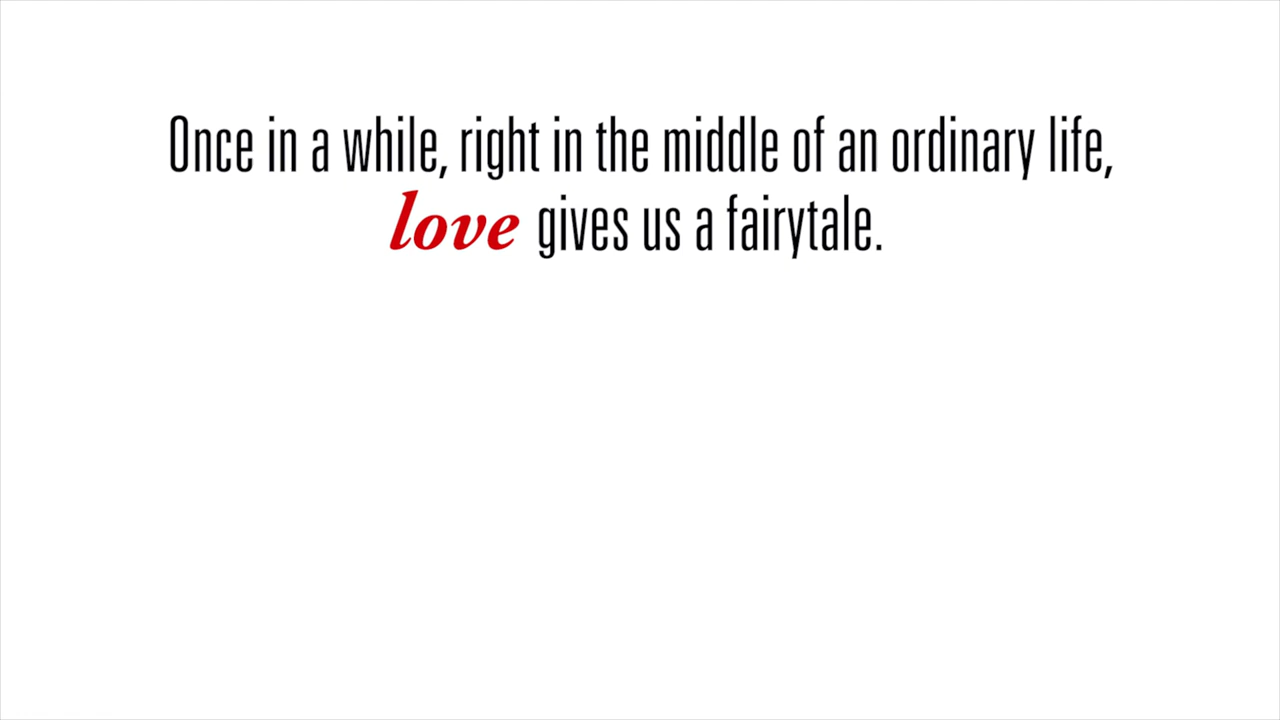 Once in a while, right in the middle of an ordinary life,
love gives us a fairytale.